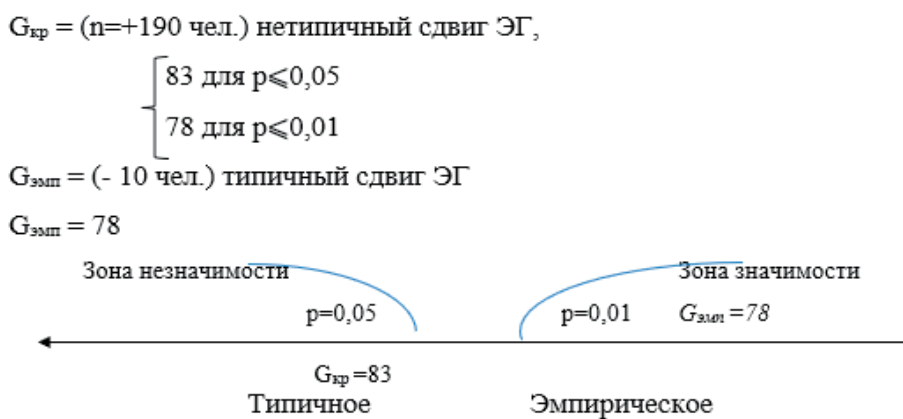 Gкр = (n=+190 чел.) нетипичный сдвиг ЭГ,
83 для p⩽0,05
78 для p⩽0,01
Gэмп = (- 10 чел.) типичный сдвиг ЭГ
Gэмп = 78
Зона незначимости Зона значимости
p=0,05 p=0,01 Gэмп =78
Gкр =83
Типичное Эмпирическое